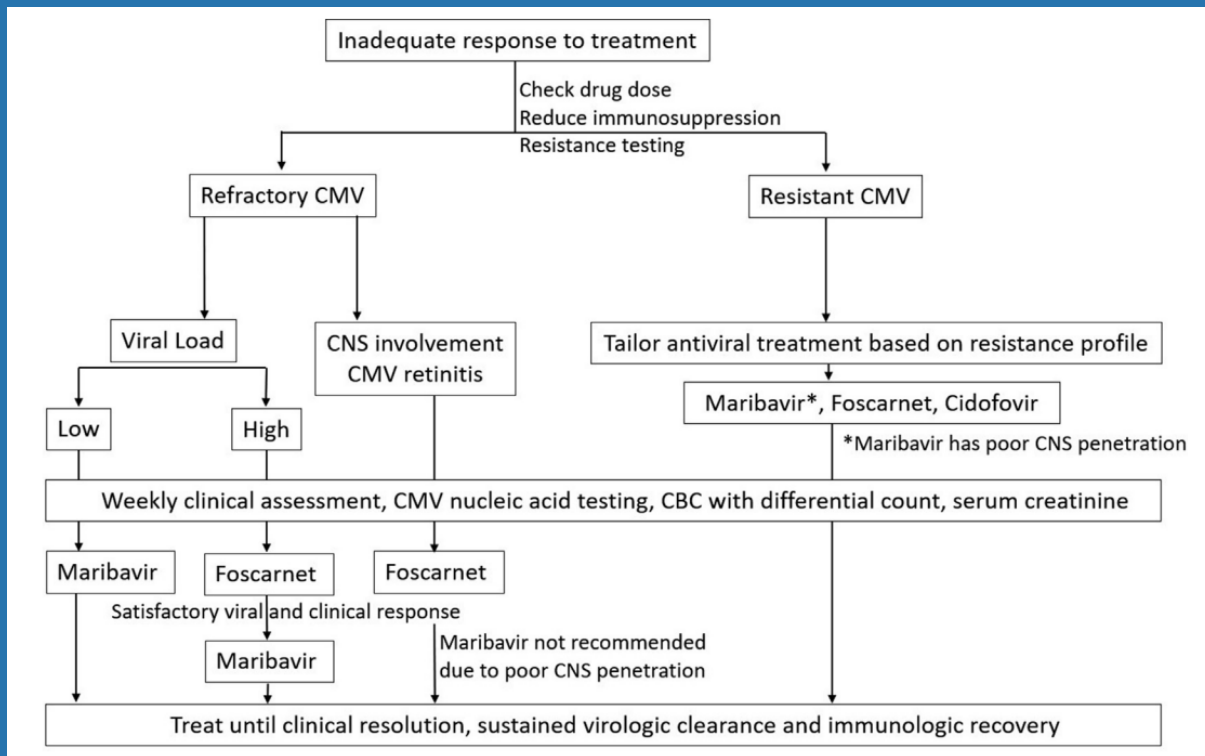 Inadequate response to treatment
Check drug dose
Reduce immunosuppression
Resistance testing
Refractory CMV
Resistant CMV
Viral Load
CNS involvement
CMV retinitis
Tailor antiviral treatment based on resistance profile
Low
High
Maribavir*, Foscarnet, Cidofovir
*Maribavir has poor CNS penetration
Weekly clinical assessment, CMV nucleic acid testing, CBC with differential count, serum creatinine
Maribavir
Foscarnet
Foscarnet
Satisfactory viral and clinical response
Maribavir
Maribavir not recommended
due to poor CNS penetration
Treat until clinical resolution, sustained virologic clearance and immunologic recovery